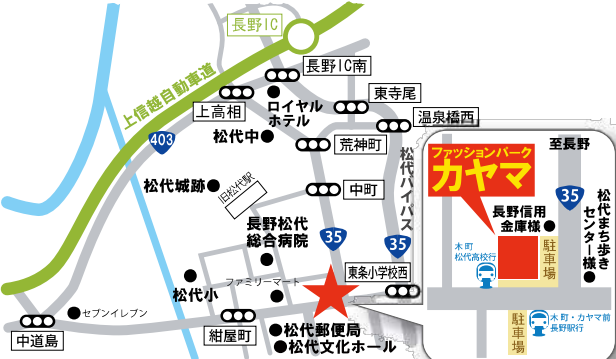 長野IC
上信越自動車道
長野IC南
上高相
ロイヤル
ホテル
東寺尾
温泉橋西
403
松代中
荒神町
松代バイパス
松代城跡
旧松代駅
中町
長野松代
総合病院
35
35
松代小
ファミリーマート
東条小学校西
セブンイレブン
中道島
紺屋町
松代郵便局
松代文化ホール
至長野
ファッションパーク
カヤマ
35
長野信用
金庫様
松代まち歩き
センター様
木町
松代高校行
駐車場
駐車場
木町・カヤマ前
長野駅行